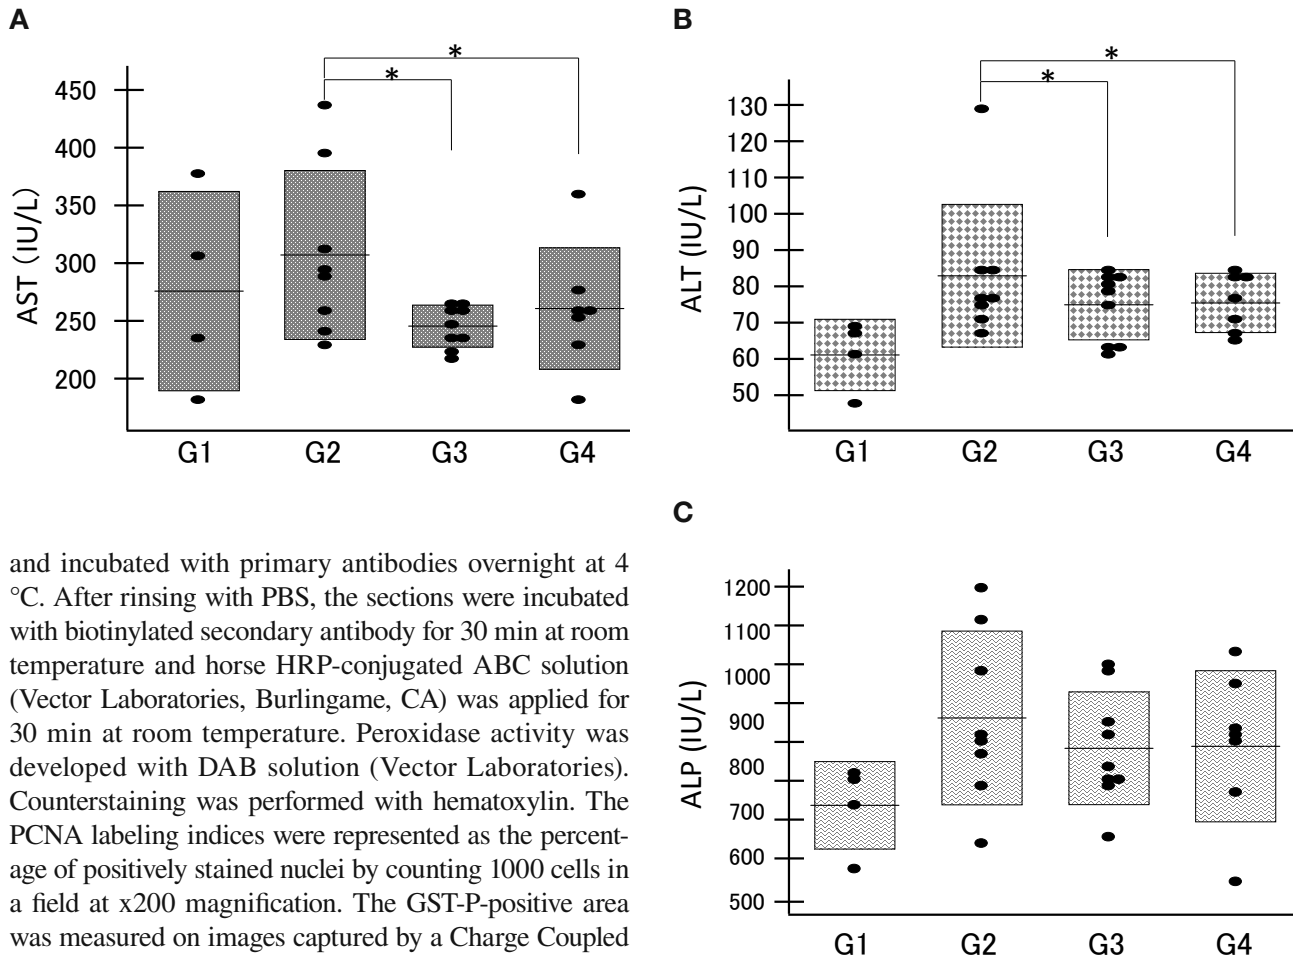 A
*
*
450
400
350
300
250
200
AST (IU/L)
G1 G2 G3 G4
B
*
*
130
120
110
100
90
80
70
60
50
ALT (IU/L)
G1 G2 G3 G4
and incubated with primary antibodies overnight at 4
°C. After rinsing with PBS, the sections were incubated
with biotinylated secondary antibody for 30 min at room
temperature and horse HRP-conjugated ABC solution
(Vector Laboratories, Burlingame, CA) was applied for
30 min at room temperature. Peroxidase activity was
developed with DAB solution (Vector Laboratories).
Counterstaining was performed with hematoxylin. The
PCNA labeling indices were represented as the percent-
age of positively stained nuclei by counting 1000 cells in
a field at x200 magnification. The GST-P-positive area
was measured on images captured by a Charge Coupled
C
1200
1100
1000
900
800
700
600
500
ALP (IU/L)
G1 G2 G3 G4